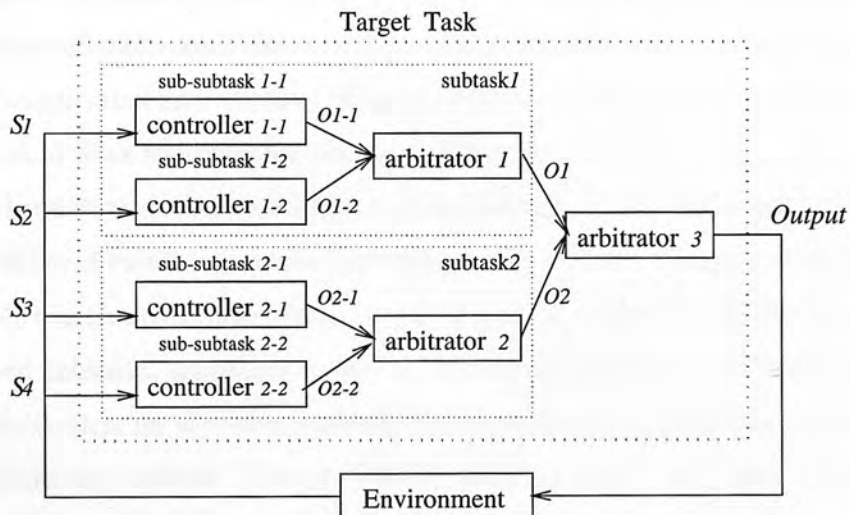 Target Task
sub-subtask 1-1
subtask1
S1
controller 1-1
O1-1
sub-subtask 1-2
arbitrator 1
O1
S2
controller 1-2
O1-2
Output
arbitrator 3
sub-subtask 2-1
subtask2
S3
controller 2-1
O2-1
O2
sub-subtask 2-2
arbitrator 2
S4
controller 2-2
O2-2
Environment